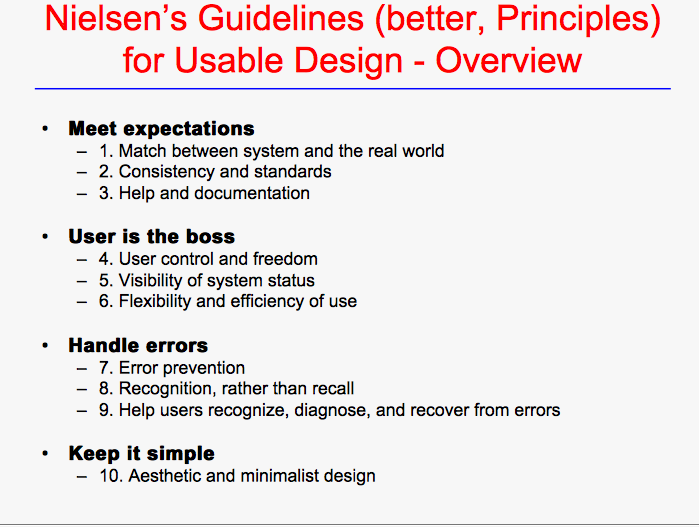 Nielsen's Guidelines (better, Principles)
for Usable Design - Overview
• Meet expectations
– 1. Match between system and the real world
– 2. Consistency and standards
– 3. Help and documentation
• User is the boss
– 4. User control and freedom
– 5. Visibility of system status
– 6. Flexibility and efficiency of use
• Handle errors
– 7. Error prevention
– 8. Recognition, rather than recall
– 9. Help users recognize, diagnose, and recover from errors
• Keep it simple
– 10. Aesthetic and minimalist design